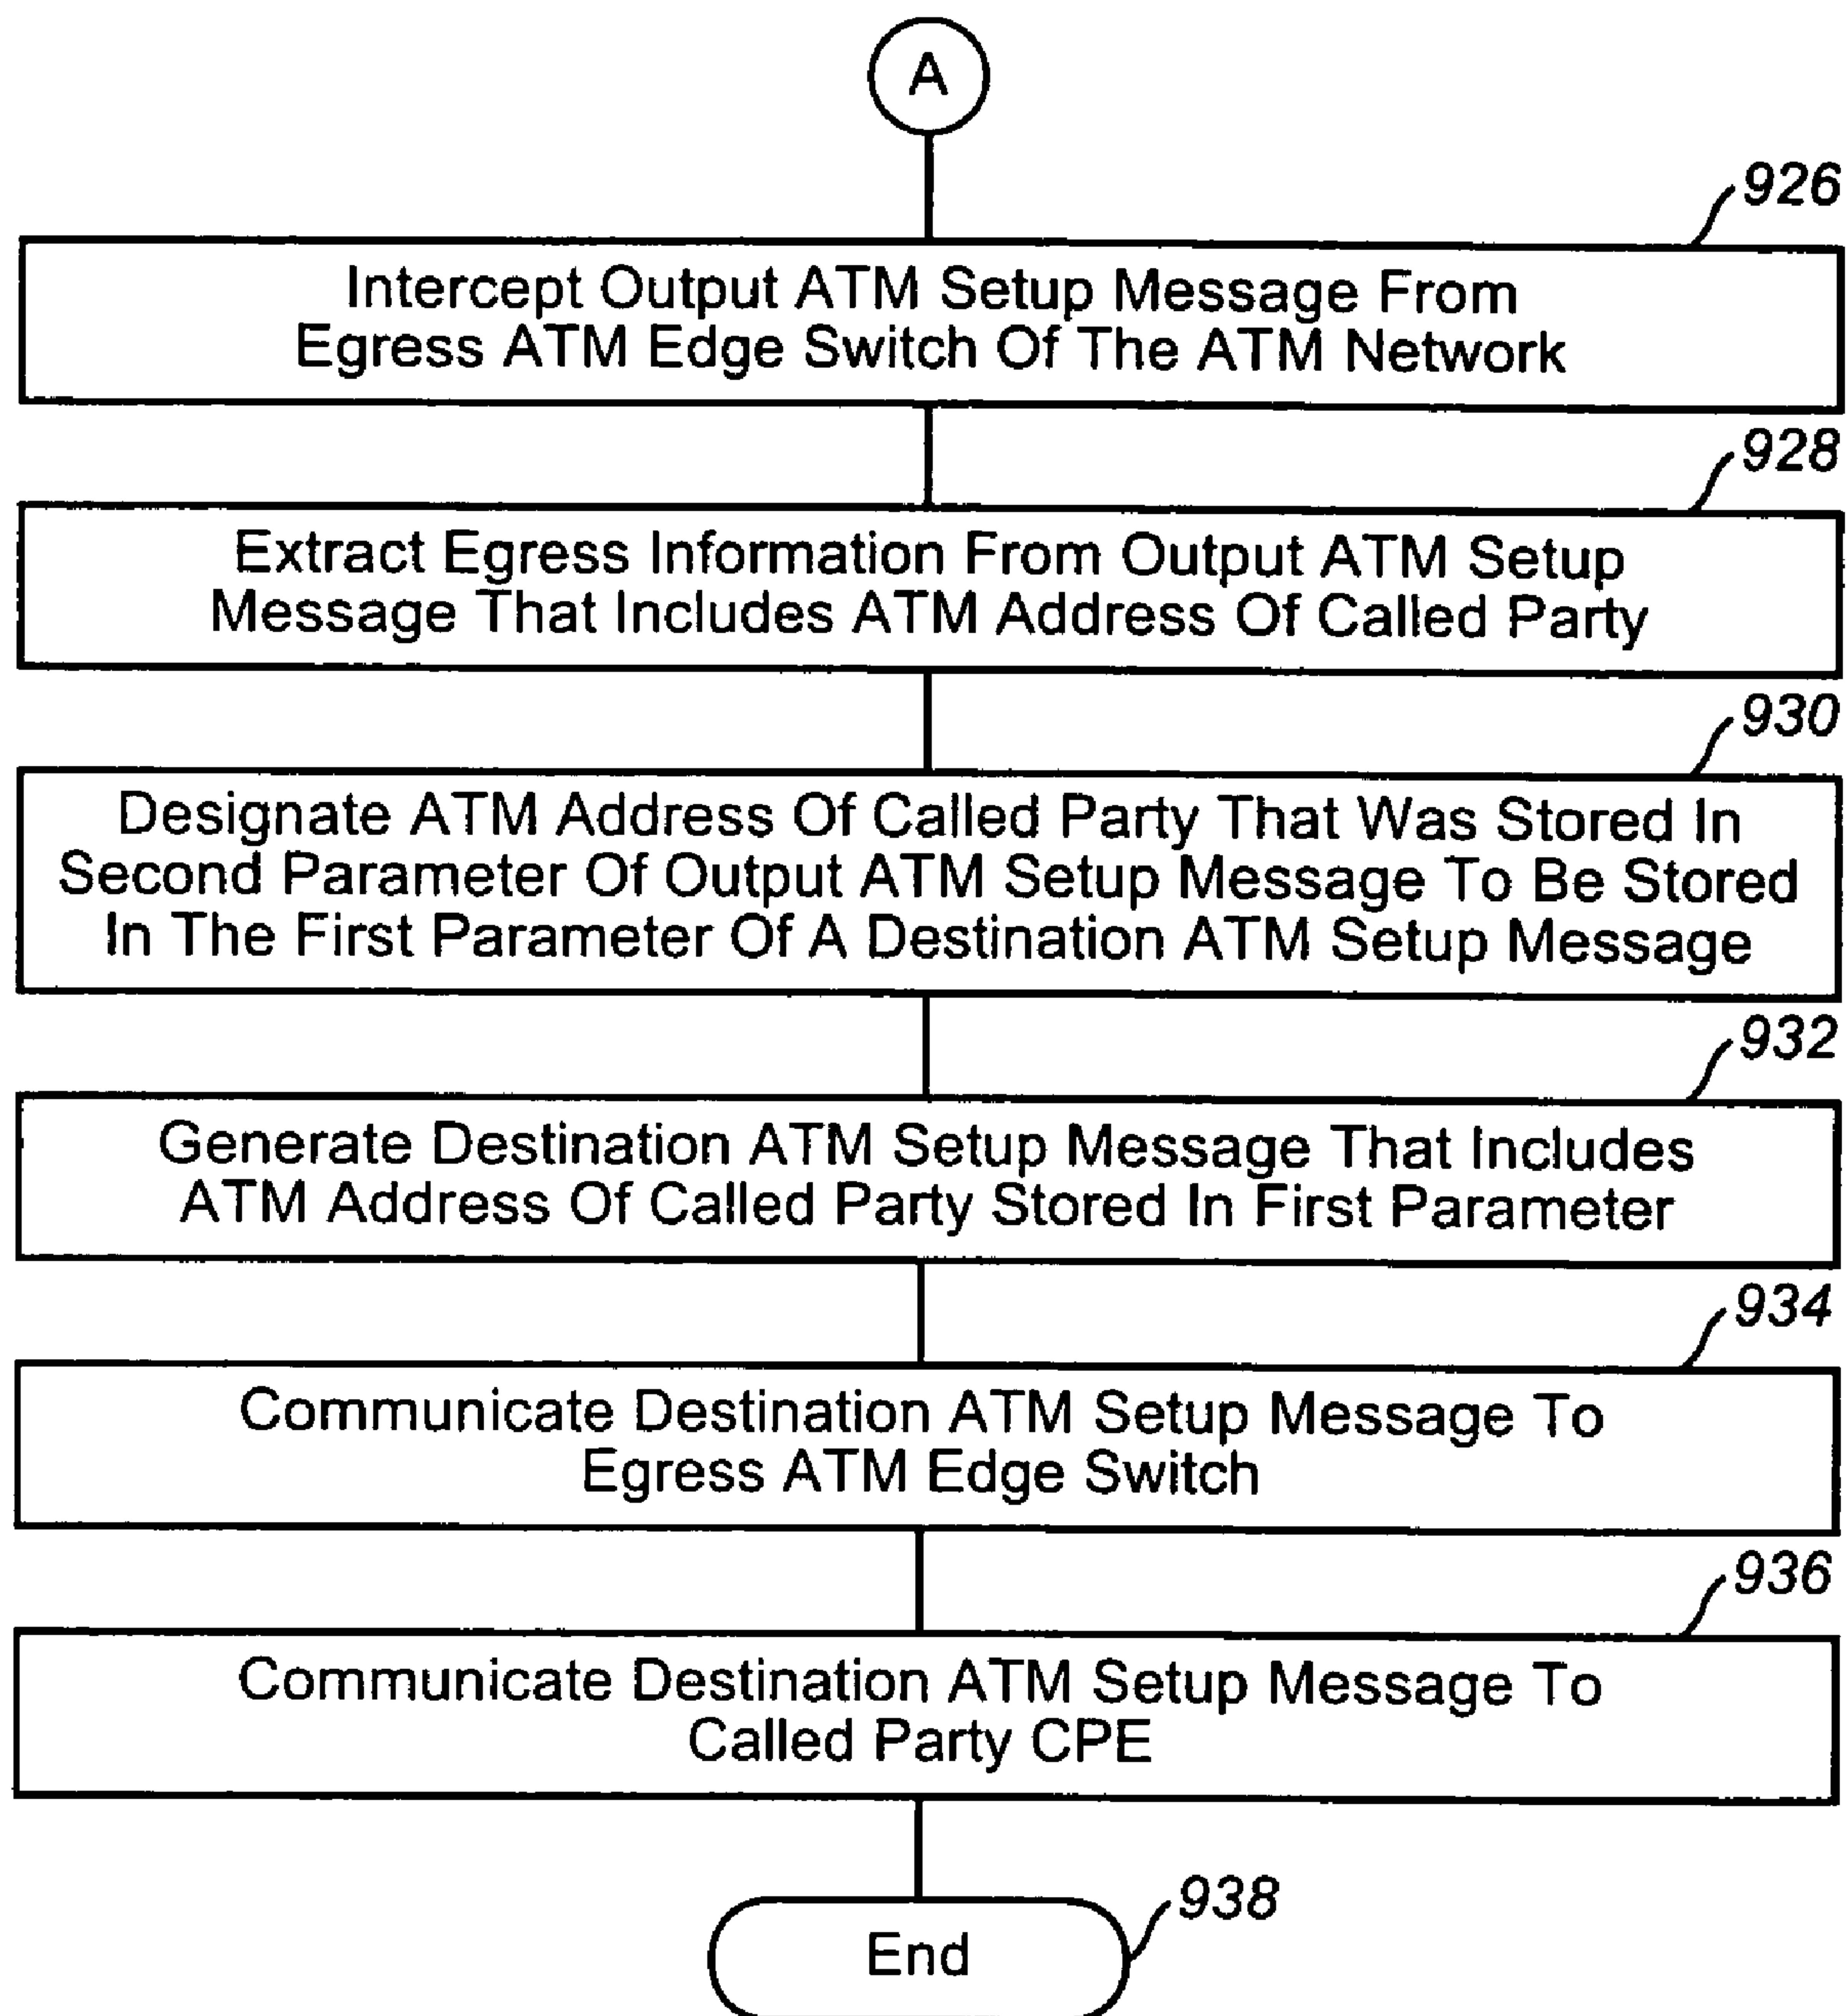 A
926
Intercept Output ATM Setup Message From
Egress ATM Edge Switch Of The ATM Network
928
Extract Egress Information From Output ATM Setup
Message That Includes ATM Address Of Called Party
930
Designate ATM Address Of Called Party That Was Stored In
Second Parameter Of Output ATM Setup Message To Be Stored
In The First Parameter Of A Destination ATM Setup Message
932
Generate Destination ATM Setup Message That Includes
ATM Address Of Called Party Stored In First Parameter
934
Communicate Destination ATM Setup Message To
Egress ATM Edge Switch
936
Communicate Destination ATM Setup Message To
Called Party CPE
938
End